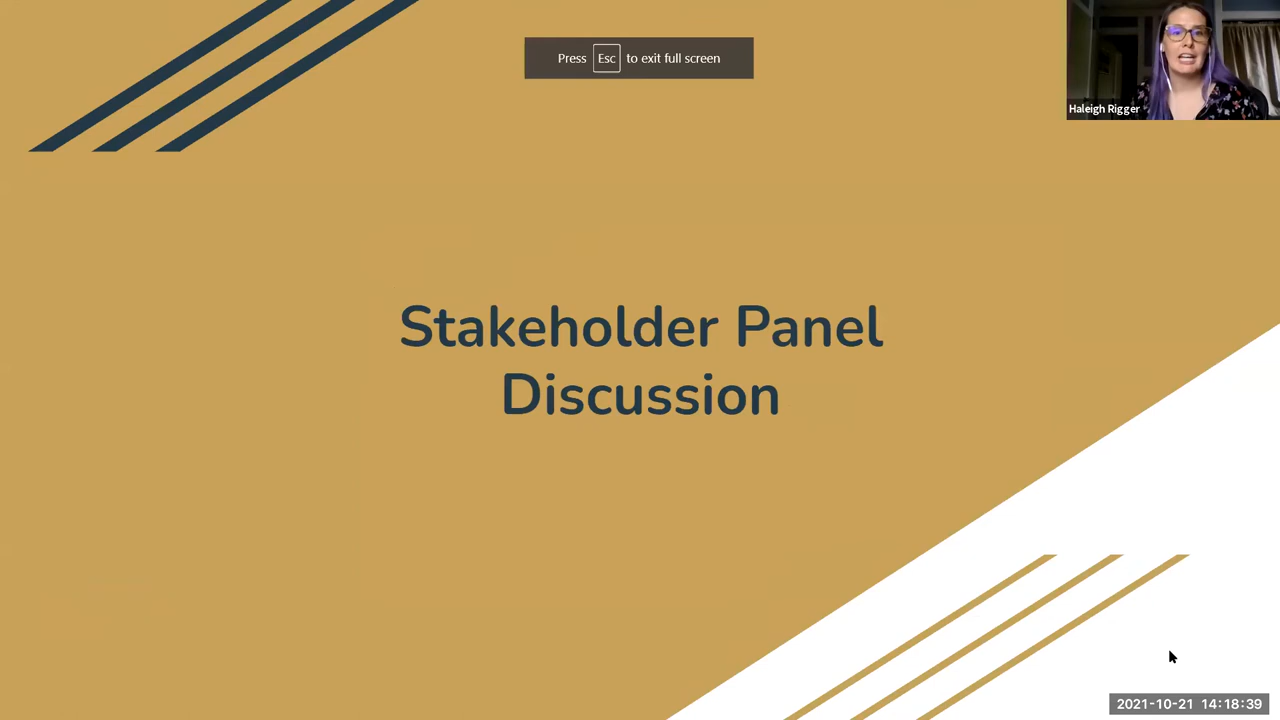 Press Esc to exit full screen
Haleigh Rigger
Stakeholder Panel
Discussion
2021-10-21 14:18:39